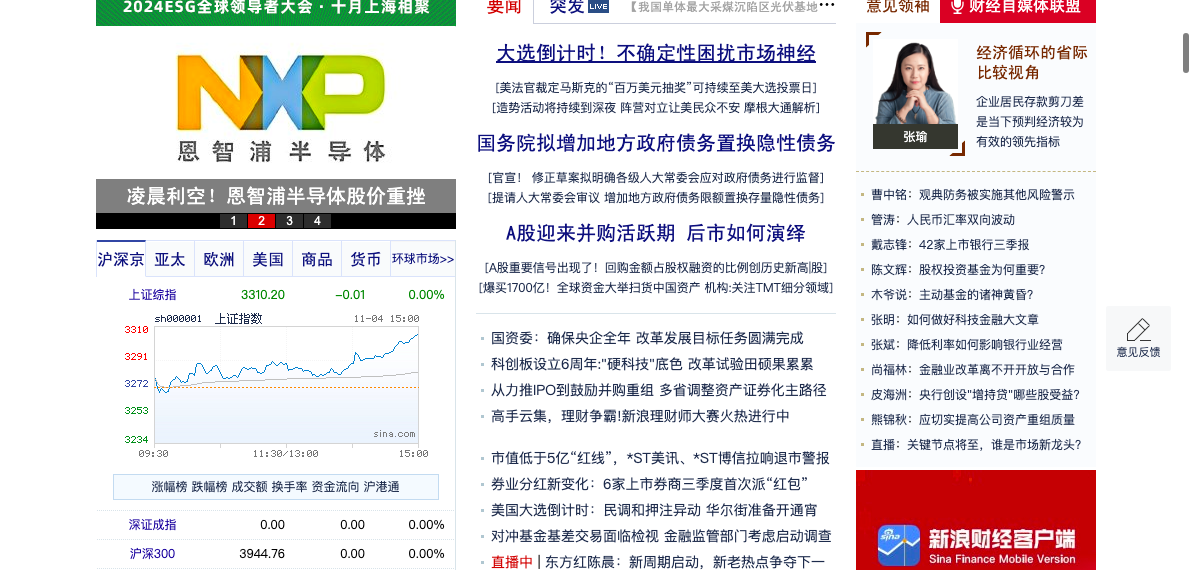 2024ESG全球领导者大会·十月上海相聚
NXP
恩智浦半导体
凌晨利空！恩智浦半导体股价重挫
1 2 3 4
沪深京 亚太 欧洲 美国 商品 货币 环球市场>>
上证综指 3310.20 -0.01 0.00%
sh000001 上证指数 11-04 15:00
3310
3291
3272
3253
3234
sina.com
09:30 11:30/13:00 15:00
涨幅榜 跌幅榜 成交额 换手率 资金流向 沪港通
深证成指 0.00 0.00 0.00%
沪深300 3944.76 0.00 0.00%
要闻 突发 LIVE 【我国单体最大采煤沉陷区光伏基地···
大选倒计时！不确定性困扰市场神经
[美法官裁定马斯克的“百万美元抽奖”可持续至美大选投票日]
[造势活动将持续到深夜 阵营对立让美民众不安 摩根大通解析]
国务院拟增加地方政府债务置换隐性债务
[官宣！ 修正草案拟明确各级人大常委会应对政府债务进行监督]
[提请人大常委会审议 增加地方政府债务限额置换存量隐性债务]
A股迎来并购活跃期 后市如何演绎
[A股重要信号出现了！回购金额占股权融资的比例创历史新高|股]
[爆买1700亿！全球资金大举扫货中国资产 机构:关注TMT细分领域]
国资委：确保央企全年 改革发展目标任务圆满完成
科创板设立6周年:"硬科技"底色 改革试验田硕果累累
从力推IPO到鼓励并购重组 多省调整资产证券化主路径
高手云集，理财争霸!新浪理财师大赛火热进行中
市值低于5亿“红线”，*ST美讯、*ST博信拉响退市警报
券业分红新变化：6家上市券商三季度首次派“红包”
美国大选倒计时：民调和押注异动 华尔街准备开通宵
对冲基金基差交易面临检视 金融监管部门考虑启动调查
直播中 | 东方红陈晨：新周期启动，新老热点争夺下一
意见领袖 财经自媒体联盟
张瑜
经济循环的省际
比较视角
企业居民存款剪刀差
是当下预判经济较为
有效的领先指标
曹中铭：观典防务被实施其他风险警示
管涛：人民币汇率双向波动
戴志锋：42家上市银行三季报
陈文辉：股权投资基金为何重要?
木爷说：主动基金的诸神黄昏?
张明：如何做好科技金融大文章
张斌：降低利率如何影响银行业经营
尚福林：金融业改革离不开开放与合作
皮海洲：央行创设"增持贷"哪些股受益?
熊锦秋：应切实提高公司资产重组质量
直播：关键节点将至，谁是市场新龙头?
sina
新浪财经客户端
Sina Finance Mobile Version
意见反馈